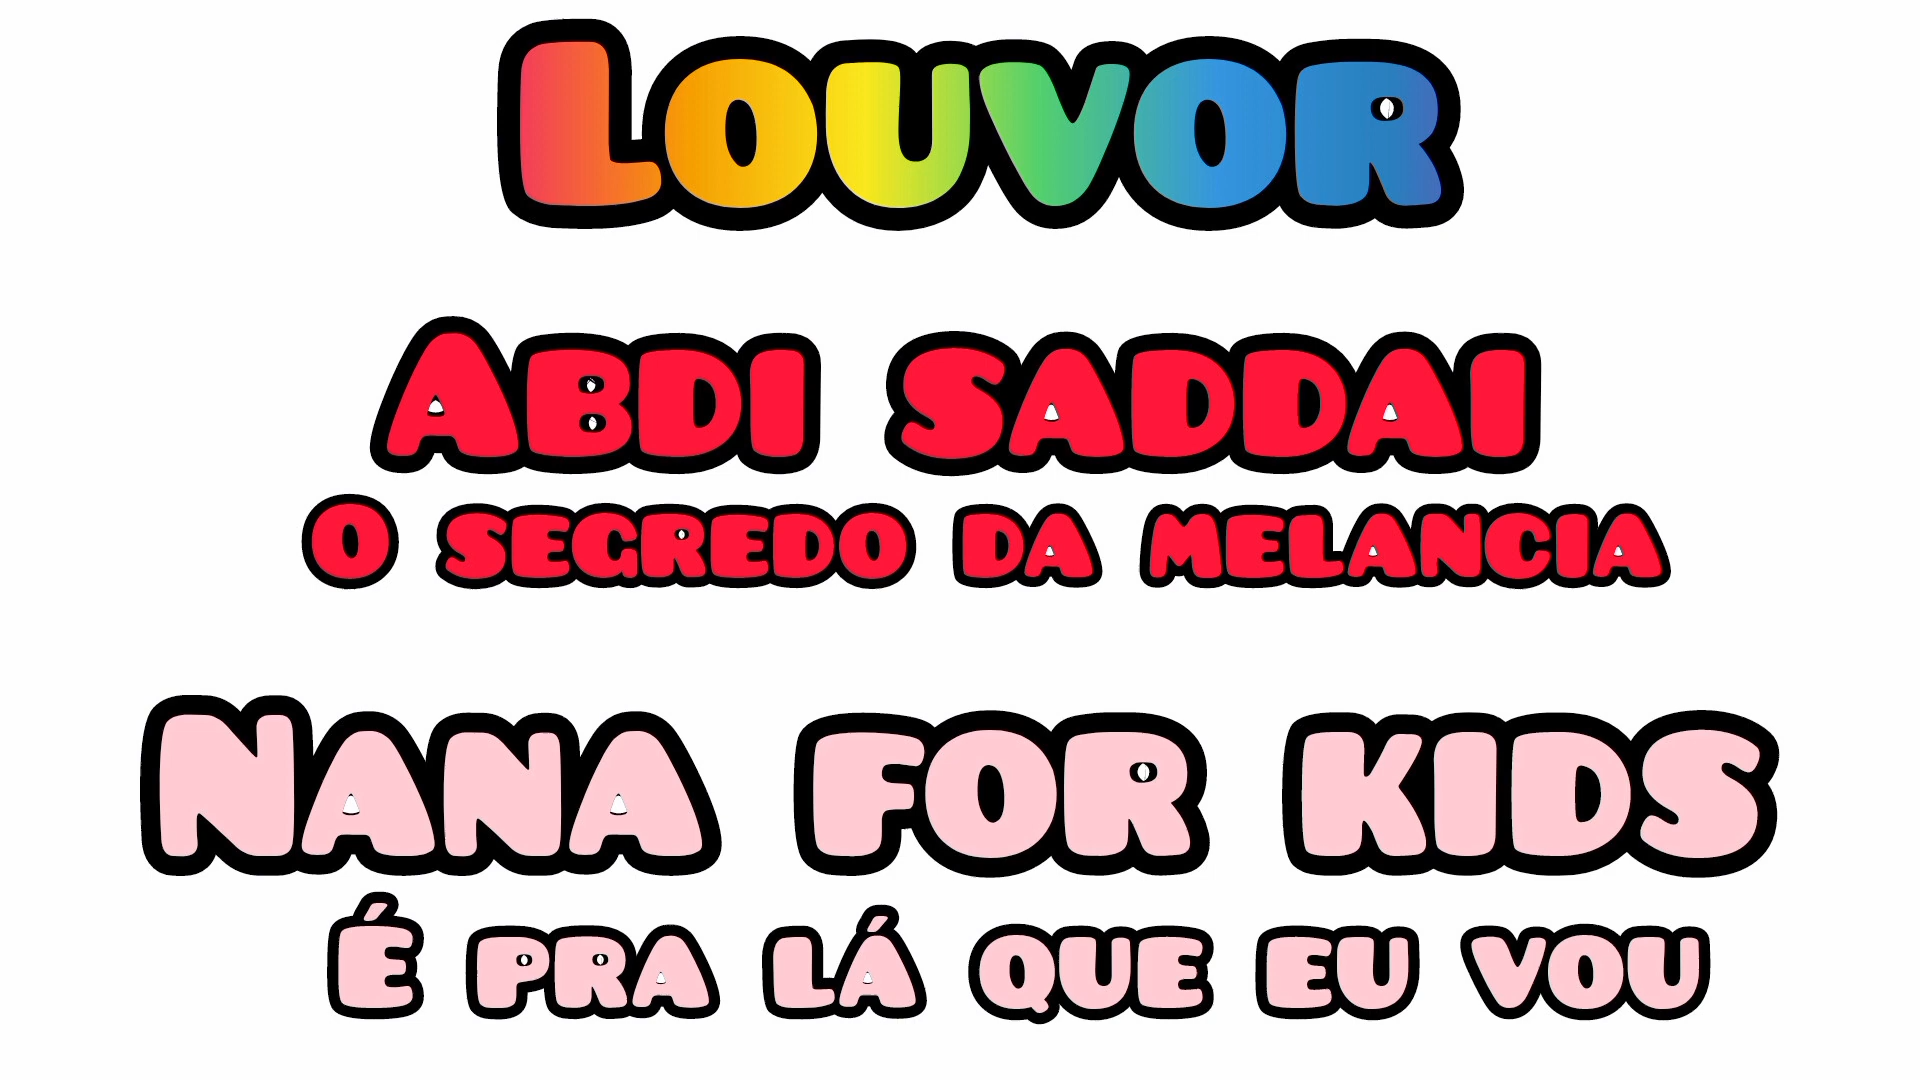 Louvor
Abdi Saddai
O segredo da melancia
Nana for kids
É pra lá que eu vou